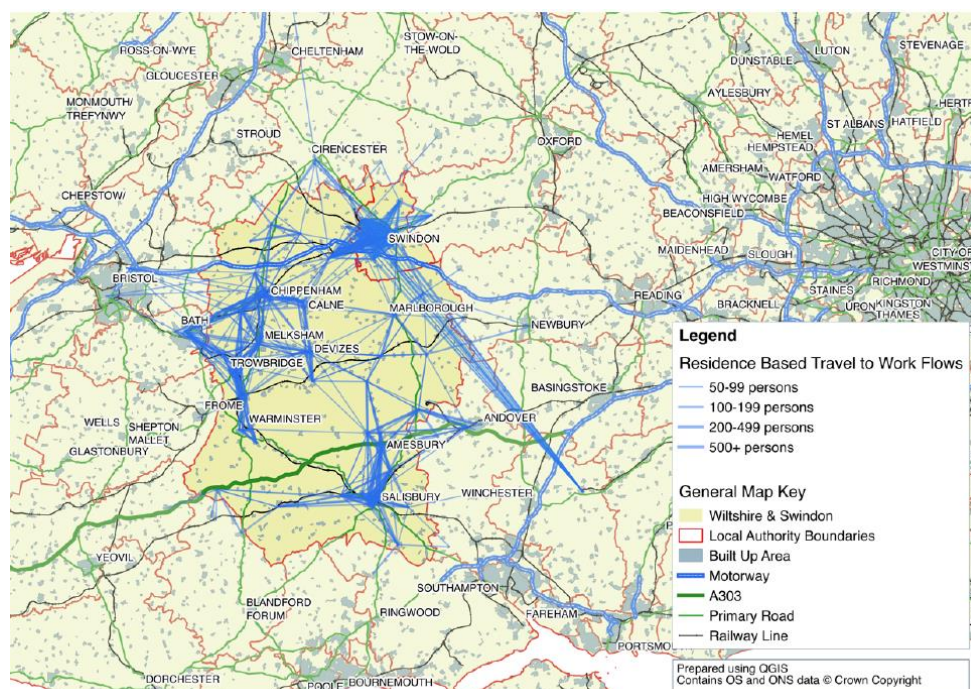 ROSS-ON-WYE
CHELTENHAM
STOW-ON
-THE-WOLD
DUNSTABLE
LUTON
STEVENAGE
GLOUCESTER
AYLESBURY
MONMOUTH/
TREFYNWY
HERTF
STROUD
OXFORD
ST ALBANS
HATFIELD
HEMEL
HEMPSTEAD
CIRENCESTER
AMERSHAM
WATFORD
CHEPSTOW/
HIGH WYCOMBE
BEACONSFIELD
SWINDON
MAIDENHEAD
SLOUGH
CITY OF
WESTMINST
BRISTOL
RICHMOND
READING
STAINES
KINGSTON
UPON
THAMES
BRACKNELL
CHIPPENHAM
CALNE
MARLBOROUGH
BATH
NEWBURY
MELKSHAM
DEVIZES
TROWBRIDGE
BASINGSTOKE
FROME
WARMINSTER
ANDOVER
WELLS
SHEPTON
MALLET
GLASTONBURY
AMESBURY
SALISBURY
WINCHESTER
YEOVIL
SOUTHAMPTON
BLANDFORD
FORUM
RINGWOOD
FAREHAM
PORTSMOU
DORCHESTER
POOLE
BOURNEMOUTH
Legend
Residence Based Travel to Work Flows
50-99 persons
100-199 persons
200-499 persons
500+ persons
General Map Key
Wiltshire & Swindon
Local Authority Boundaries
Built Up Area
Motorway
A303
Primary Road
Railway Line
Prepared using QGIS
Contains OS and ONS data © Crown Copyright